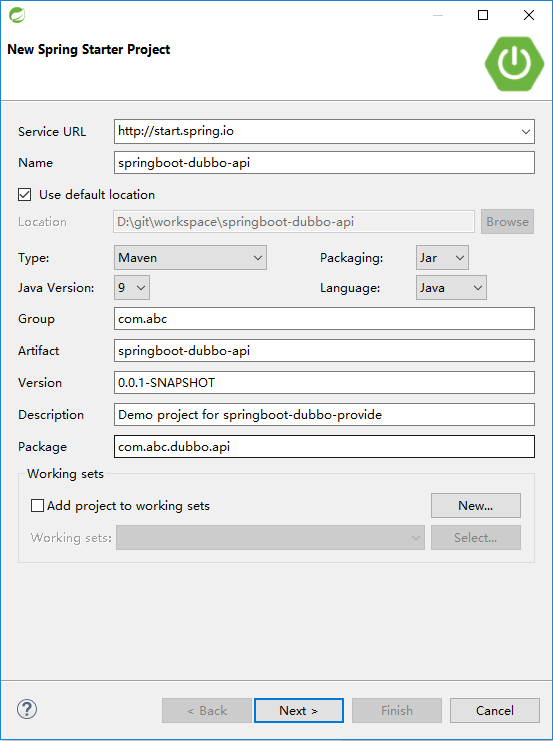 New Spring Starter Project
Service URL http://start.spring.io
Name springboot-dubbo-api
Use default location
Location D:\git\workspace\springboot-dubbo-api Browse
Type: Maven Packaging: Jar
Java Version: 9 Language: Java
Group com.abc
Artifact springboot-dubbo-api
Version 0.0.1-SNAPSHOT
Description Demo project for springboot-dubbo-provide
Package com.abc.dubbo.api
Working sets
Add project to working sets New...
Working sets: Select...
? < Back Next > Finish Cancel